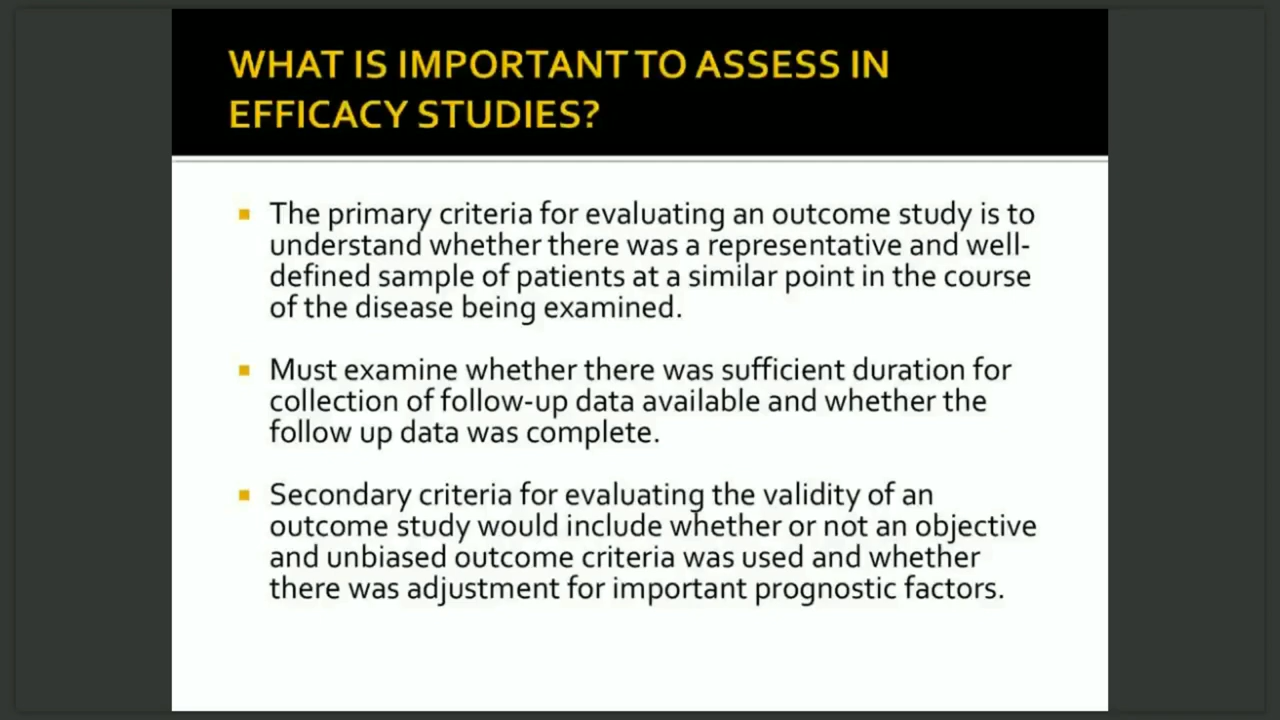 WHAT IS IMPORTANT TO ASSESS IN
EFFICACY STUDIES?
The primary criteria for evaluating an outcome study is to
understand whether there was a representative and well-
defined sample of patients at a similar point in the course
of the disease being examined.
Must examine whether there was sufficient duration for
collection of follow-up data available and whether the
follow up data was complete.
Secondary criteria for evaluating the validity of an
outcome study would include whether or not an objective
and unbiased outcome criteria was used and whether
there was adjustment for important prognostic factors.